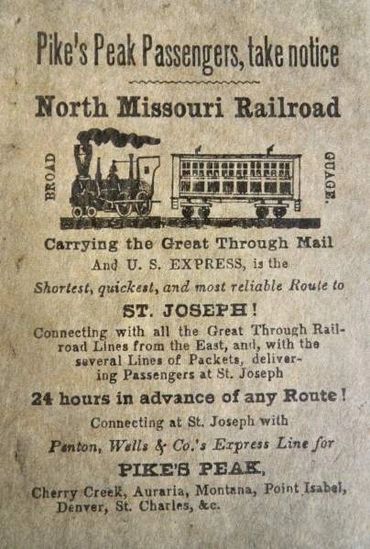 Pike's Peak Passengers, take notice
North Missouri Railroad
BROAD GUAGE.
Carrying the Great Through Mail
And U. S. EXPRESS, is the
Shortest, quickest, and most reliable Route to
ST. JOSEPH!
Connecting with all the Great Through Rail-
road Lines from the East, and, with the
several Lines of Packets, deliver-
ing Passengers at St. Joseph
24 hours in advance of any Route!
Connecting at St. Joseph with
Penton, Wells & Co.'s Express Line for
PIKE'S PEAK,
Cherry Creek, Auraria, Montana, Point Isabel,
Denver, St. Charles, &c.